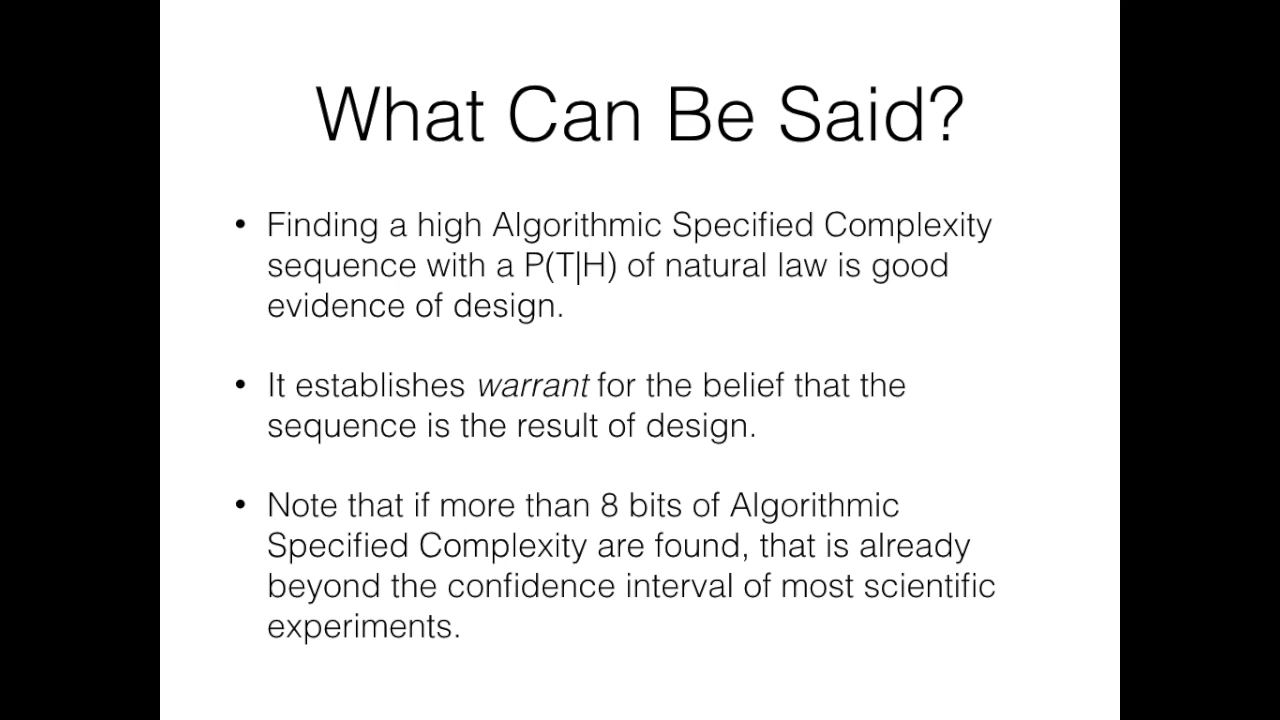 What Can Be Said?
• Finding a high Algorithmic Specified Complexity
sequence with a P(T|H) of natural law is good
evidence of design.
• It establishes warrant for the belief that the
sequence is the result of design.
• Note that if more than 8 bits of Algorithmic
Specified Complexity are found, that is already
beyond the confidence interval of most scientific
experiments.